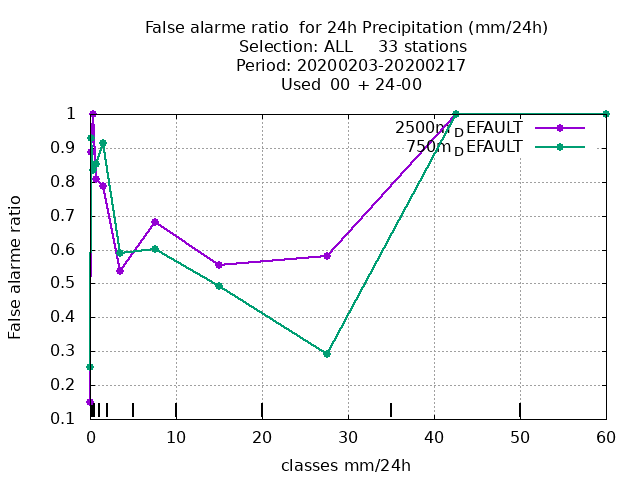 False alarme ratio  for 24h Precipitation (mm/24h)
Selection: ALL     33 stations
Period: 20200203-20200217
Used  00 + 24-00
1
0.9
0.8
0.7
0.6
0.5
0.4
0.3
0.2
0.1
False alarme ratio
2500m_DEFAULT
750m_DEFAULT
0 10 20 30 40 50 60
classes mm/24h